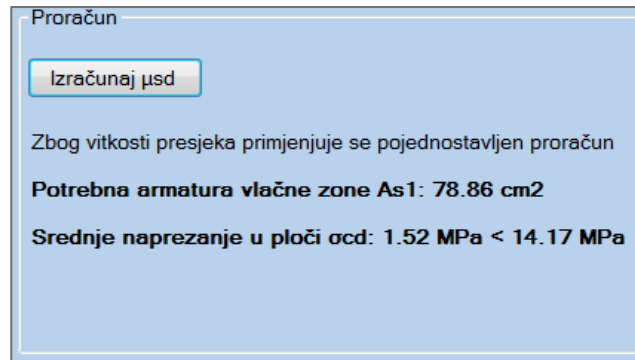 Proračun
Izračunaj µsd
Zbog vitkosti presjeka primjenjuje se pojednostavljen proračun
Potrebna armatura vlačne zone As1: 78.86 cm2
Srednje naprezanje u ploči σcd: 1.52 MPa < 14.17 MPa